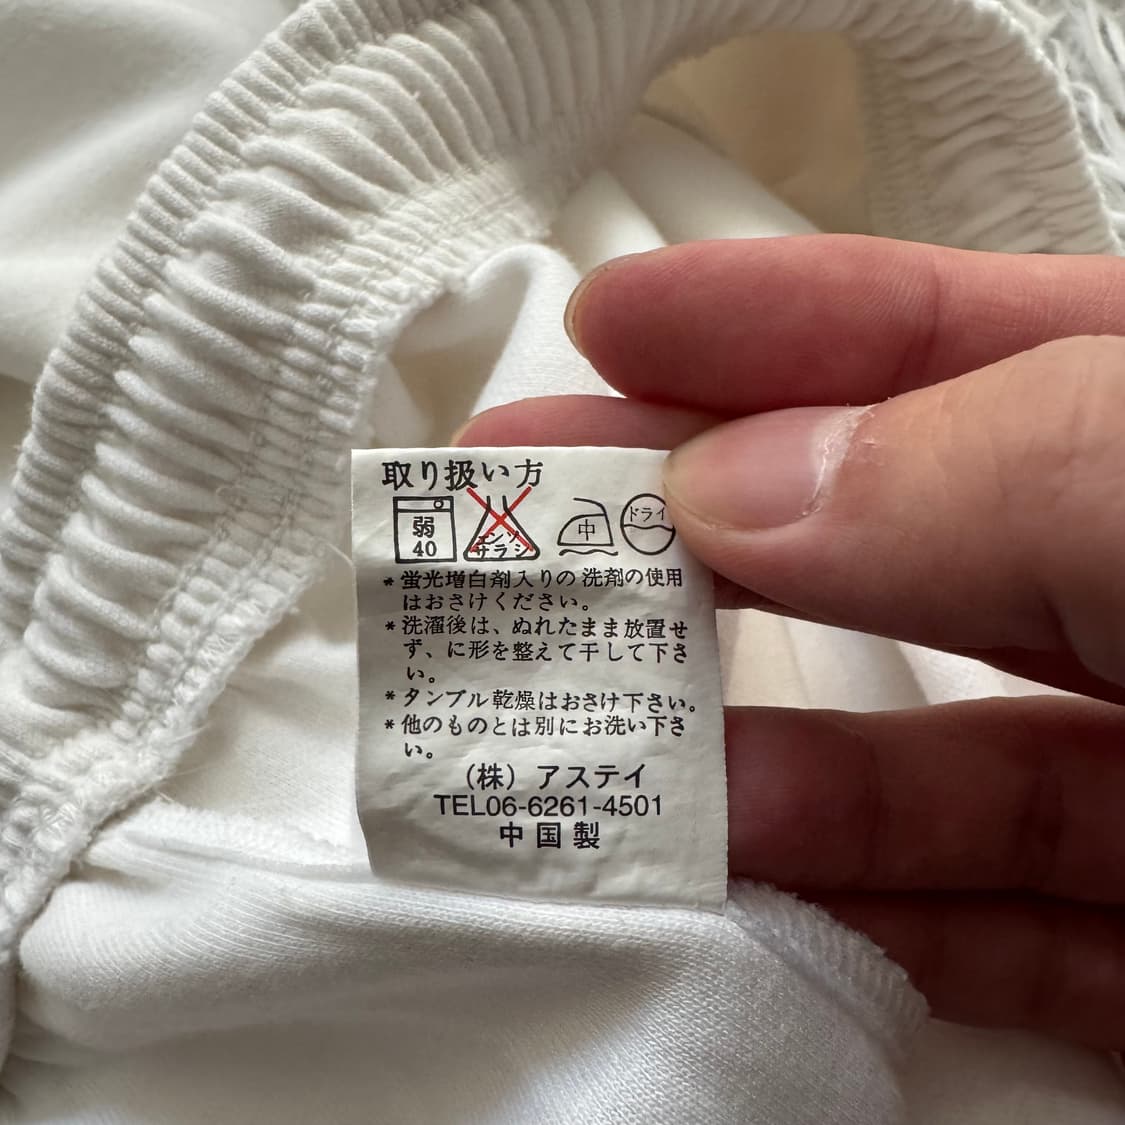 取り扱い方
弱
40
エンソ
サラシ
中
ドライ
* 蛍光増白剤入りの洗剤の使用
はおさけください。
* 洗濯後は、ぬれたまま放置せ
ず、に形を整えて干して下さ
い。
* タンブル乾燥はおさけ下さい。
* 他のものとは別にお洗い下さ
い。
（株）アステイ
TEL06-6261-4501
中国製